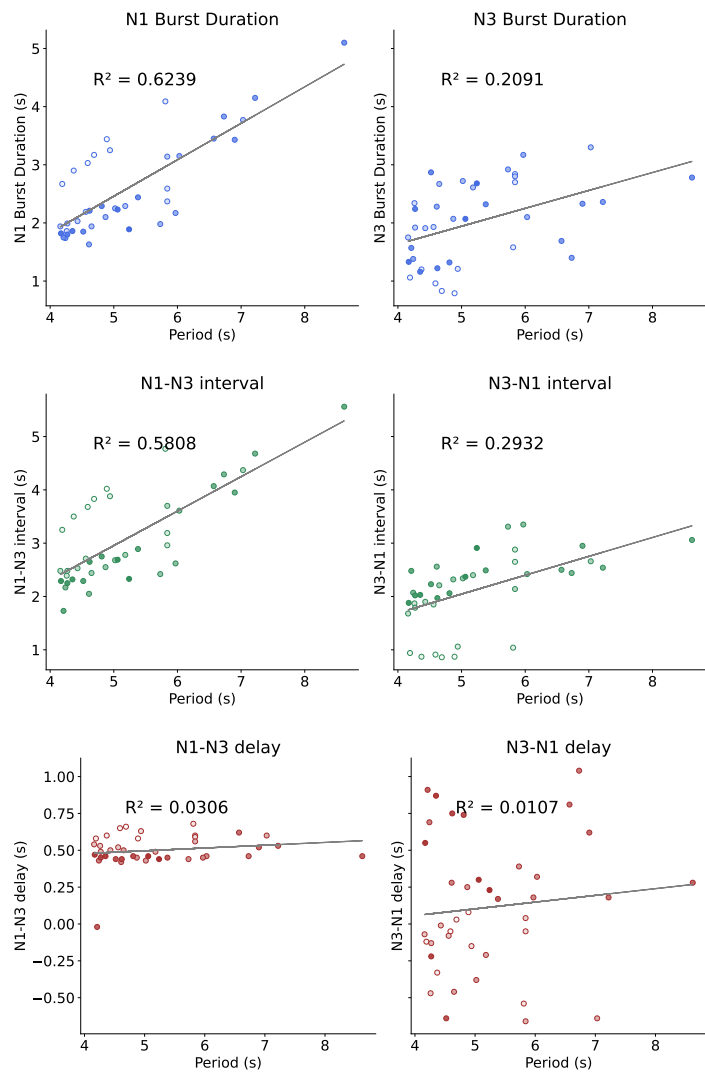 N1 Burst Duration
N3 Burst Duration
R² = 0.6239
R² = 0.2091
N1 Burst Duration (s)
N3 Burst Duration (s)
5
4
3
2
1
4 5 6 7 8
4 5 6 7 8
Period (s)
Period (s)
N1-N3 interval
N3-N1 interval
R² = 0.5808
R² = 0.2932
N1-N3 interval (s)
N3-N1 interval (s)
5
4
3
2
1
4 5 6 7 8
4 5 6 7 8
Period (s)
Period (s)
N1-N3 delay
N3-N1 delay
R² = 0.0306
R² = 0.0107
N1-N3 delay (s)
N3-N1 delay (s)
1.00
0.75
0.50
0.25
0.00
−0.25
−0.50
4 5 6 7 8
4 5 6 7 8
Period (s)
Period (s)